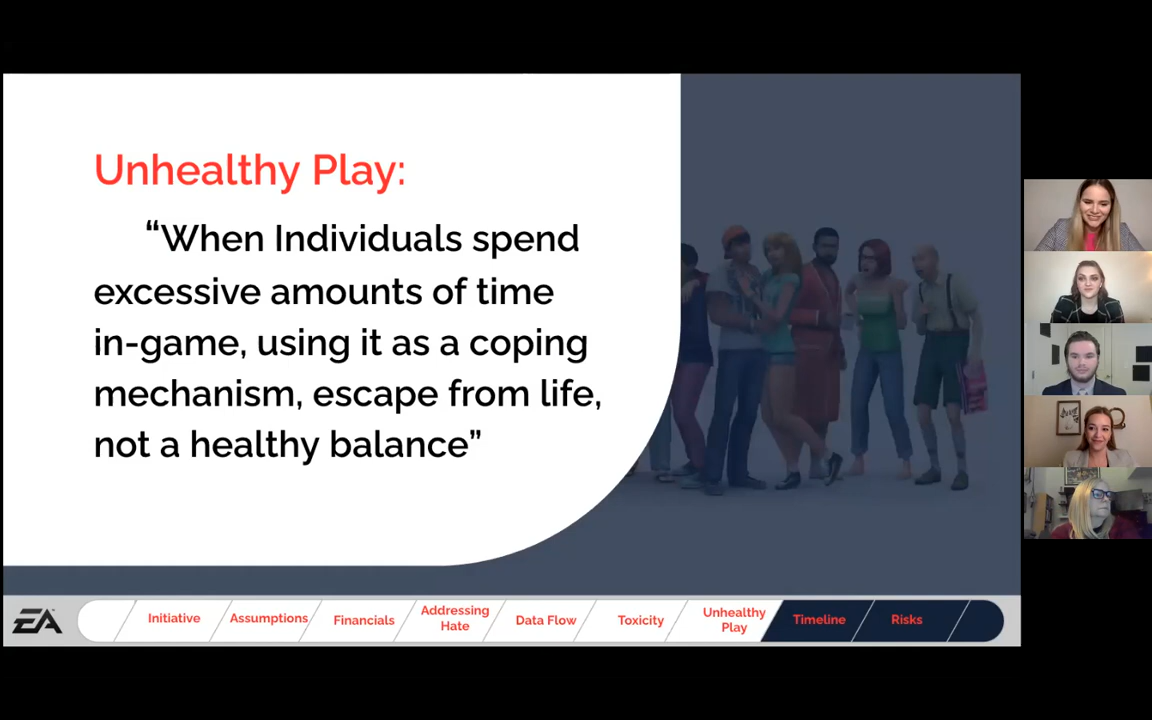 Unhealthy Play:
“When Individuals spend
excessive amounts of time
in-game, using it as a coping
mechanism, escape from life,
not a healthy balance”
EA
Initiative
Assumptions
Financials
Addressing
Hate
Data Flow
Toxicity
Unhealthy
Play
Timeline
Risks